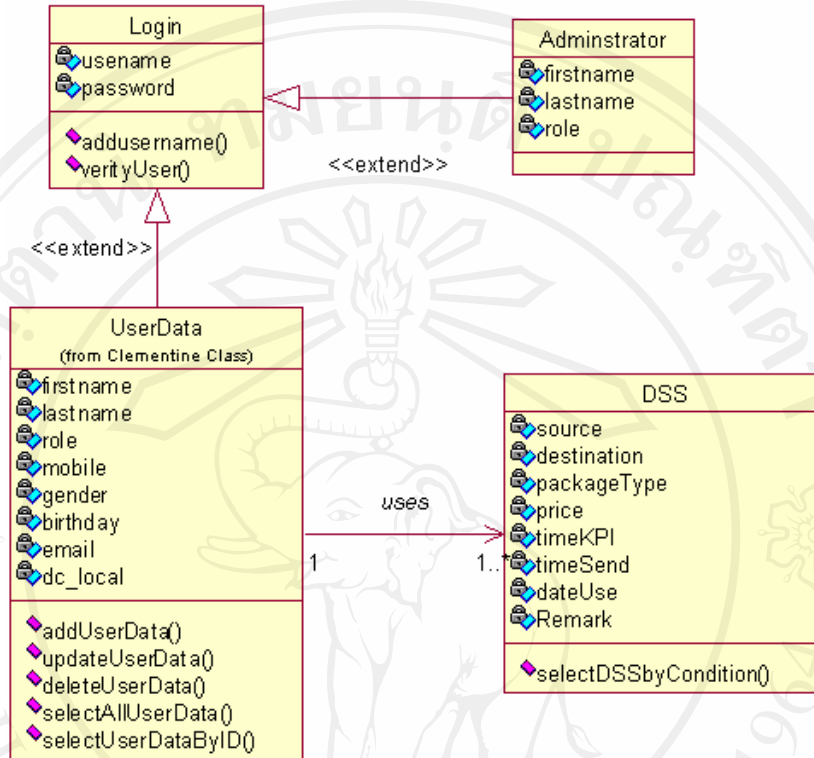 Login
usename
password
addusername()
verityUser()
Adminstrator
firstname
lastname
role
<<extend>>
<<extend>>
UserData
(from Clementine Class)
firstname
lastname
role
mobile
gender
birthday
email
dc_local
addUserData()
updateUserData()
deleteUserData()
selectAllUserData()
selectUserDataByID()
uses
1
1..*
DSS
source
destination
packageType
price
timeKPI
timeSend
dateUse
Remark
selectDSSbyCondition()